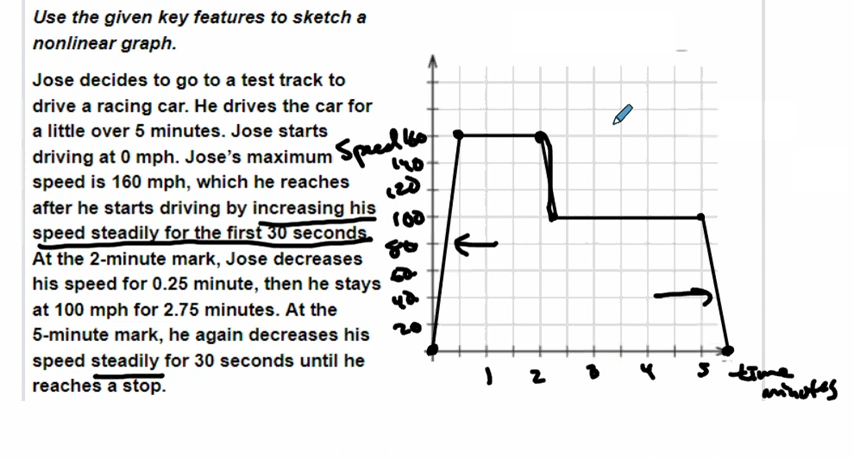 Use the given key features to sketch a
nonlinear graph.
Jose decides to go to a test track to
drive a racing car. He drives the car for
a little over 5 minutes. Jose starts
driving at 0 mph. Jose's maximum
speed is 160 mph, which he reaches
after he starts driving by increasing his
speed steadily for the first 30 seconds.
At the 2-minute mark, Jose decreases
his speed for 0.25 minute, then he stays
at 100 mph for 2.75 minutes. At the
5-minute mark, he again decreases his
speed steadily for 30 seconds until he
reaches a stop.
Speed 160
140
120
100
80
60
40
20
1 2 3 4 5 time
minutes